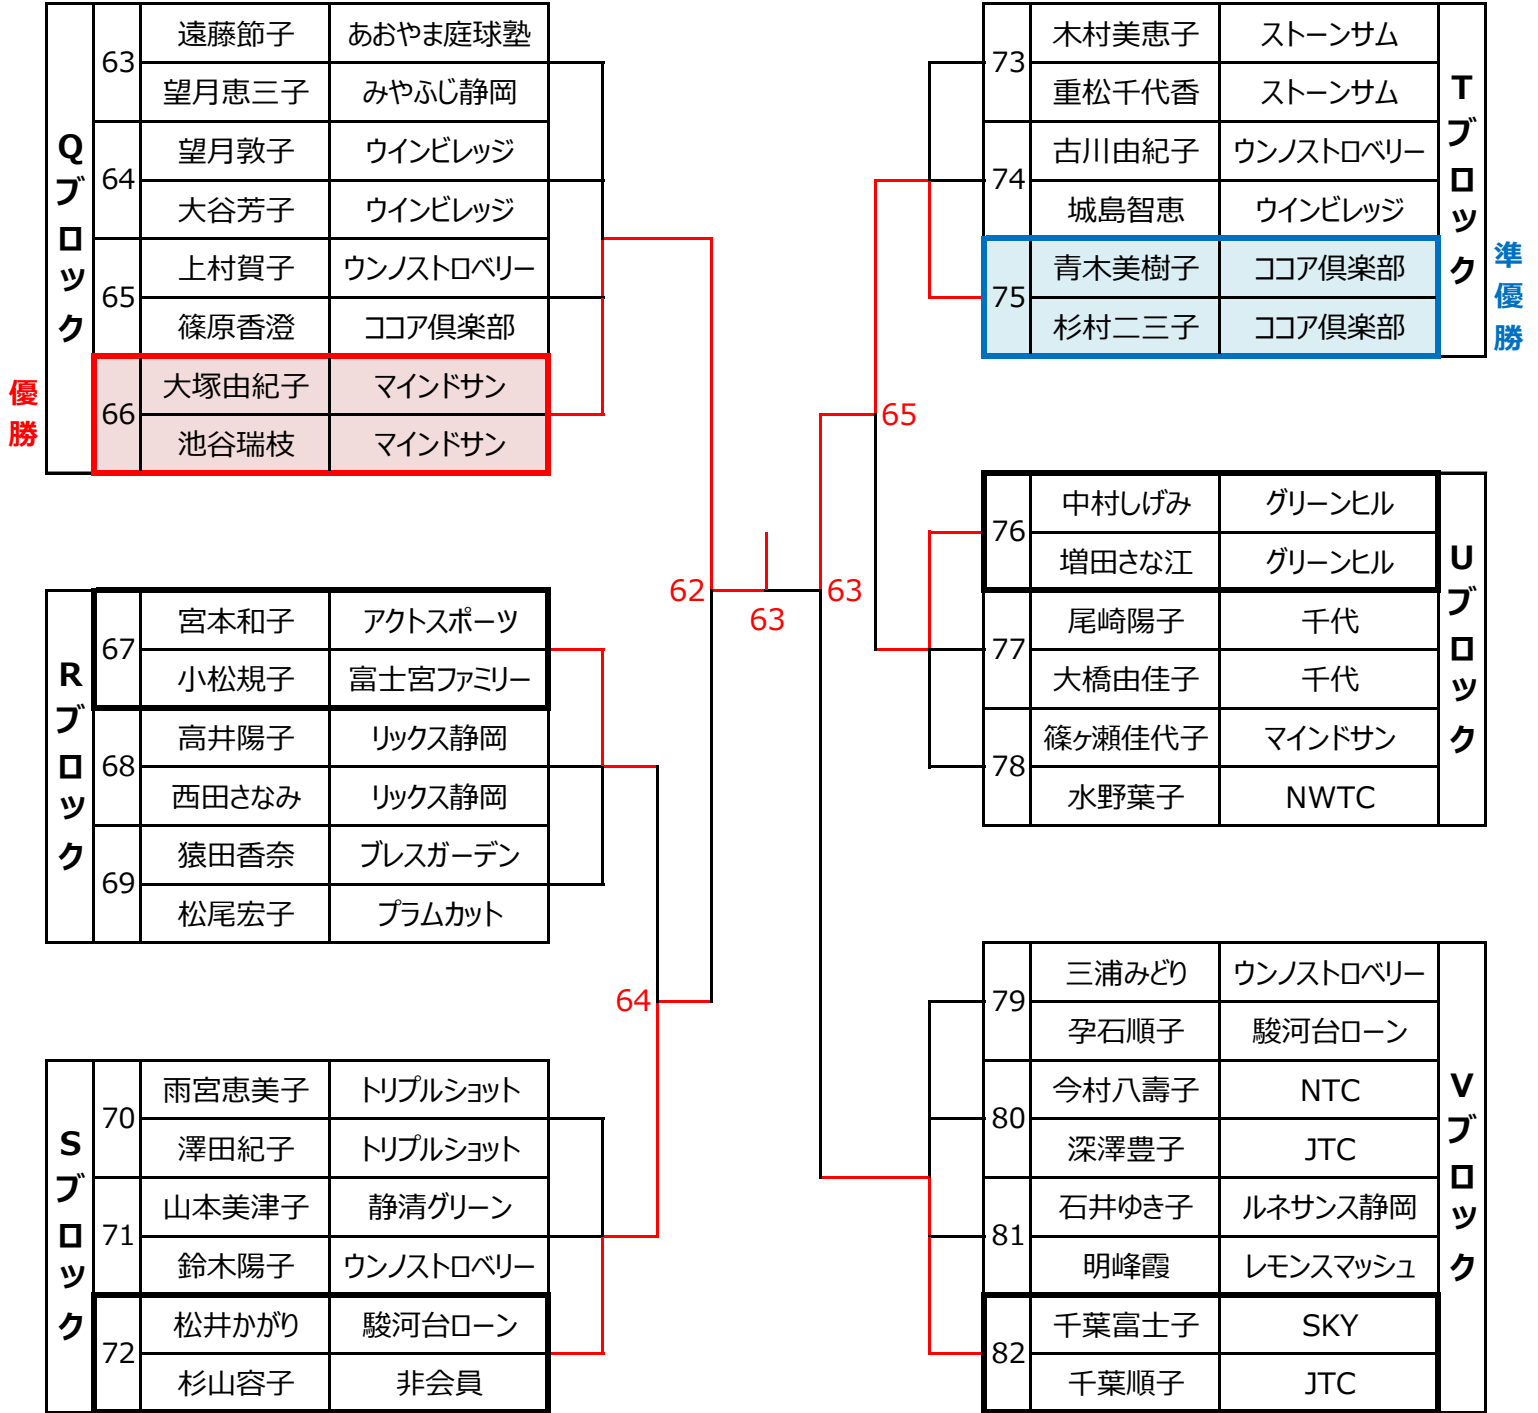 Qブロック
63
遠藤節子 あおやま庭球塾
望月恵三子 みやふじ静岡
64
望月敦子 ウインビレッジ
大谷芳子 ウインビレッジ
65
上村賀子 ウンノストロベリー
篠原香澄 ココア倶楽部
優勝
66
大塚由紀子 マインドサン
池谷瑞枝 マインドサン
Rブロック
67
宮本和子 アクトスポーツ
小松規子 富士宮ファミリー
68
高井陽子 リックス静岡
西田さなみ リックス静岡
69
猿田香奈 ブレスガーデン
松尾宏子 プラムカット
Sブロック
70
雨宮恵美子 トリプルショット
澤田紀子 トリプルショット
71
山本美津子 静清グリーン
鈴木陽子 ウンノストロベリー
72
松井かがり 駿河台ローン
杉山容子 非会員
64
62
63
63
65
Tブロック
73
木村美恵子 ストーンサム
重松千代香 ストーンサム
74
古川由紀子 ウンノストロベリー
城島智恵 ウインビレッジ
75
青木美樹子 ココア倶楽部
杉村二三子 ココア倶楽部
準優勝
Uブロック
76
中村しげみ グリーンヒル
増田さな江 グリーンヒル
77
尾崎陽子 千代
大橋由佳子 千代
78
篠ヶ瀬佳代子 マインドサン
水野葉子 NWTC
Vブロック
79
三浦みどり ウンノストロベリー
孕石順子 駿河台ローン
80
今村八壽子 NTC
深澤豊子 JTC
81
石井ゆき子 ルネサンス静岡
明峰霞 レモンスマッシュ
82
千葉富士子 SKY
千葉順子 JTC